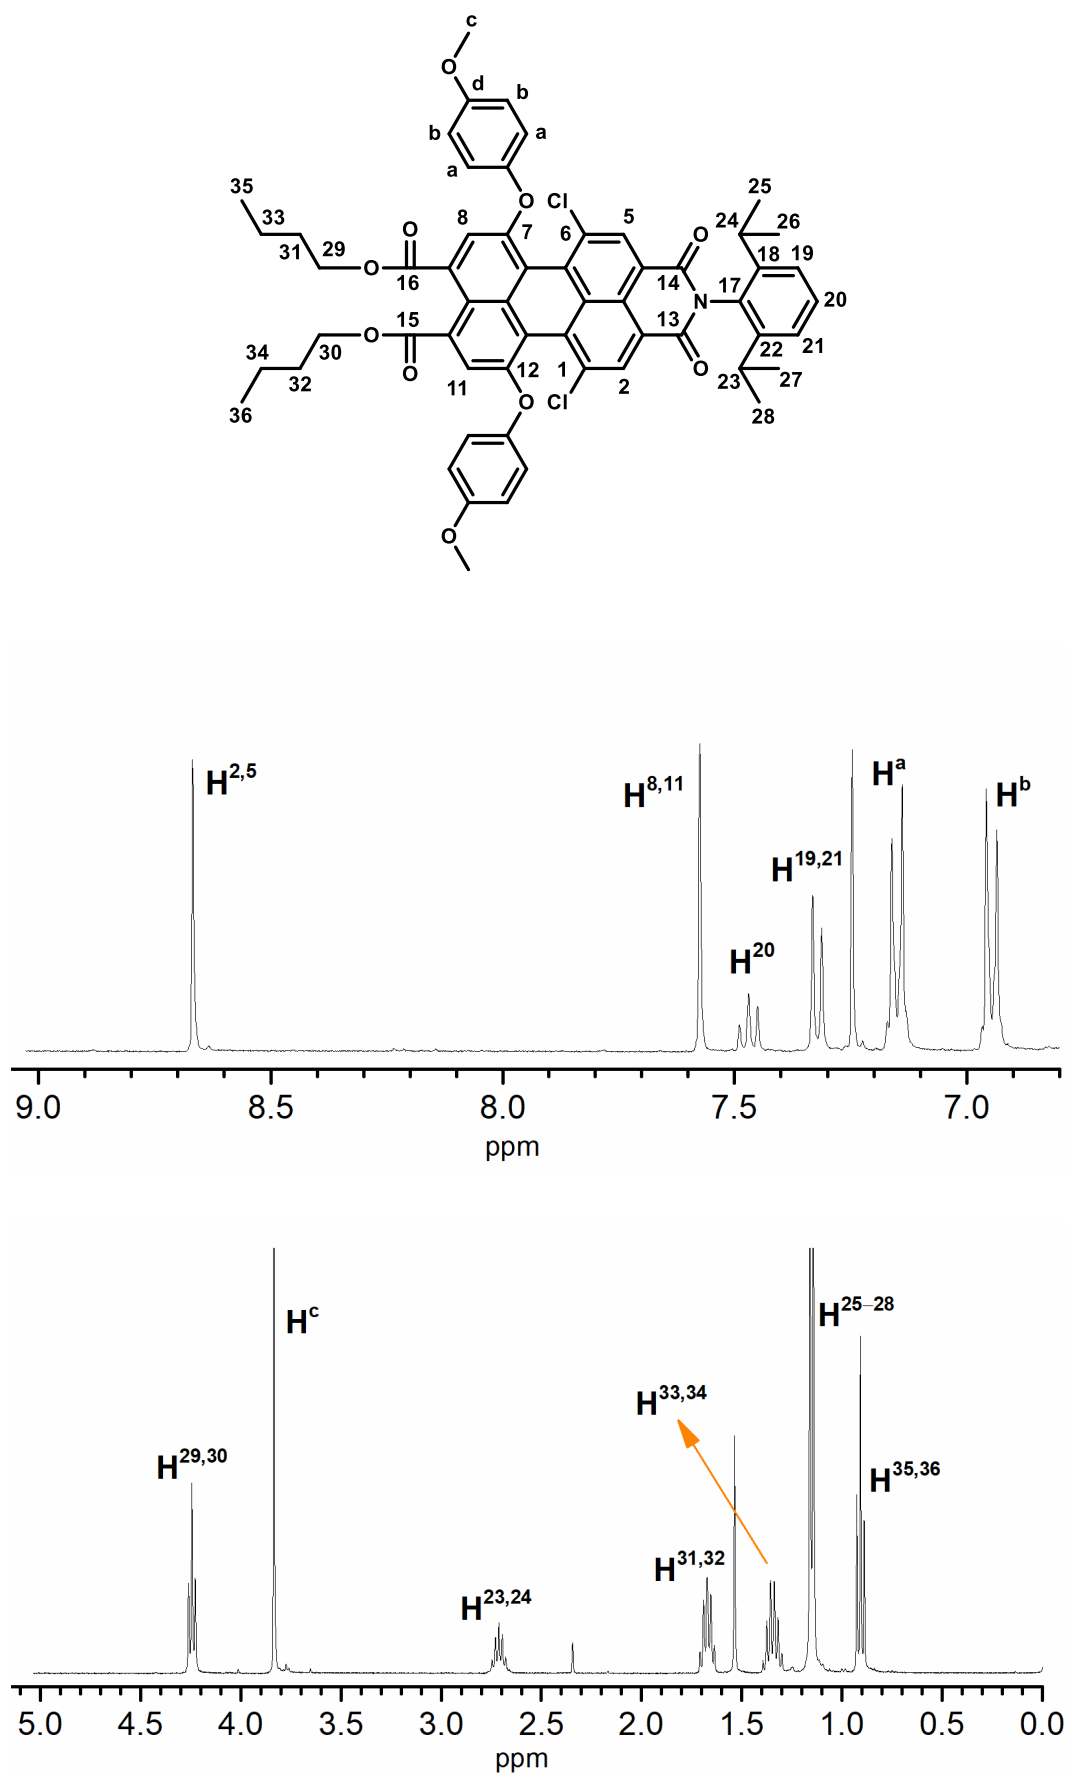 c
O
d
b
b
a
a
35
O
Cl
25
33
O
8
7
6
5
24
26
31
29
O
18
19
O
16
14
17
N
20
15
13
O
34
30
O
22
21
32
O
11
12
1
2
O
23
27
36
O
Cl
28
O
H2,5
H8,11
Ha
Hb
H19,21
H20
9.0 8.5 8.0 7.5 7.0
ppm
H25–28
Hc
H33,34
H29,30
H35,36
H31,32
H23,24
5.0 4.5 4.0 3.5 3.0 2.5 2.0 1.5 1.0 0.5 0.0
ppm